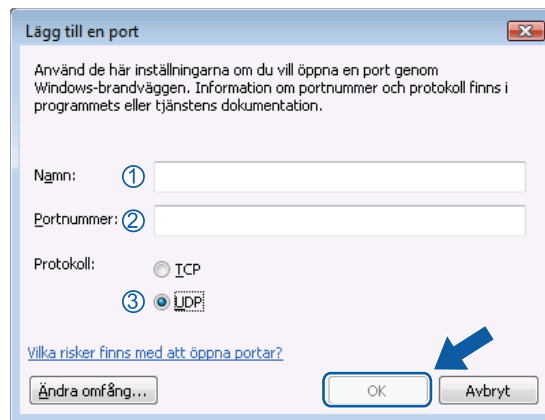 Lägg till en port
Använd de här inställningarna om du vill öppna en port genom
Windows-brandväggen. Information om portnummer och protokoll finns i
programmets eller tjänstens dokumentation.
Namn: ①
Portnummer: ②
Protokoll: TCP
③ UDP
Vilka risker finns med att öppna portar?
Ändra omfång... OK Avbryt